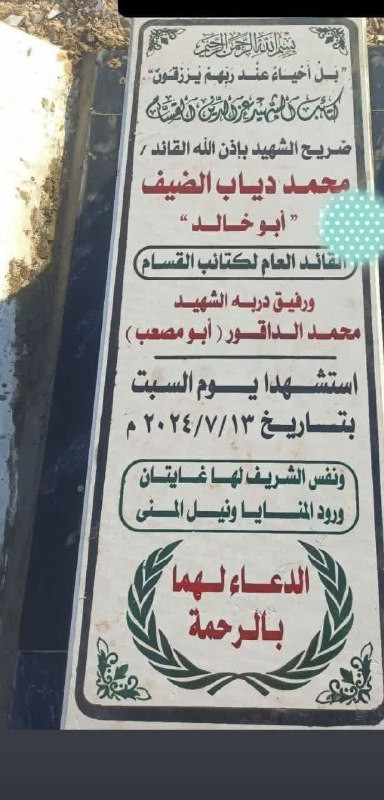 بسم الله الرحمن الرحيم
"بل أحياءٌ عند ربهم يرزقون"
كتائب الشهيد عز الدين القسام
ضريح الشهيد بإذن الله القائد /
محمد دياب الضيف
"أبو خالد"
القائد العام لكتائب القسام
ورفيق دربه الشهيد
محمد الداقور (أبو مصعب)
استشهدا يوم السبت
بتاريخ ٢٠٢٤/٧/١٣ م
ونفس الشريف لها غايتان
ورود المنايا ونيل المنى
الدعاء لهما
بالرحمة